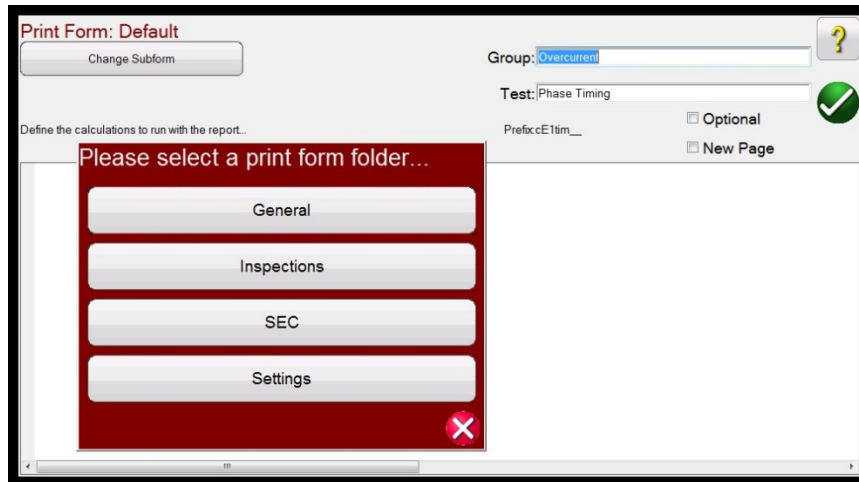 Print Form: Default
Change Subform
Group: Overcurrent
Test: Phase Timing
Define the calculations to run with the report...
Prefix:cE1tim__
Optional
New Page
Please select a print form folder...
General
Inspections
SEC
Settings